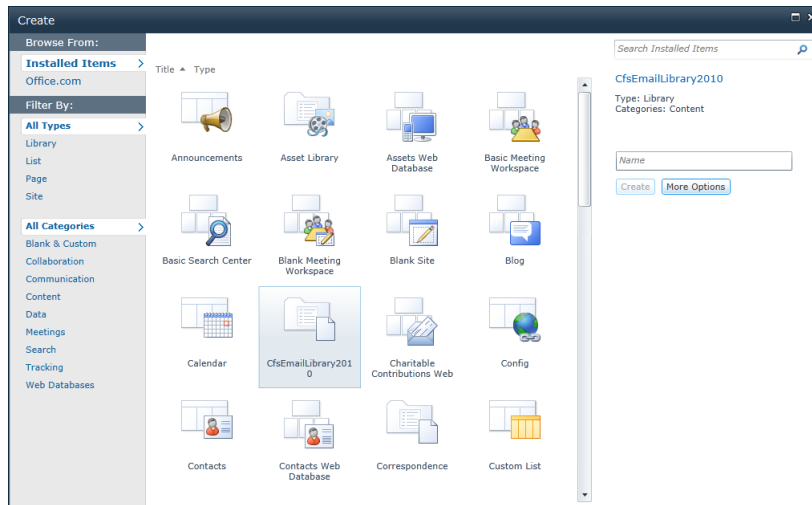 Create
Browse From:
Installed Items
Office.com
Filter By:
All Types
Library
List
Page
Site
All Categories
Blank & Custom
Collaboration
Communication
Content
Data
Meetings
Search
Tracking
Web Databases
Title Type
Announcements
Asset Library
Assets Web
Database
Basic Meeting
Workspace
Basic Search Center
Blank Meeting
Workspace
Blank Site
Blog
Calendar
CfsEmailLibrary201
0
Charitable
Contributions Web
Config
Contacts
Contacts Web
Database
Correspondence
Custom List
Search Installed Items
CfsEmailLibrary2010
Type: Library
Categories: Content
Name
Create More Options